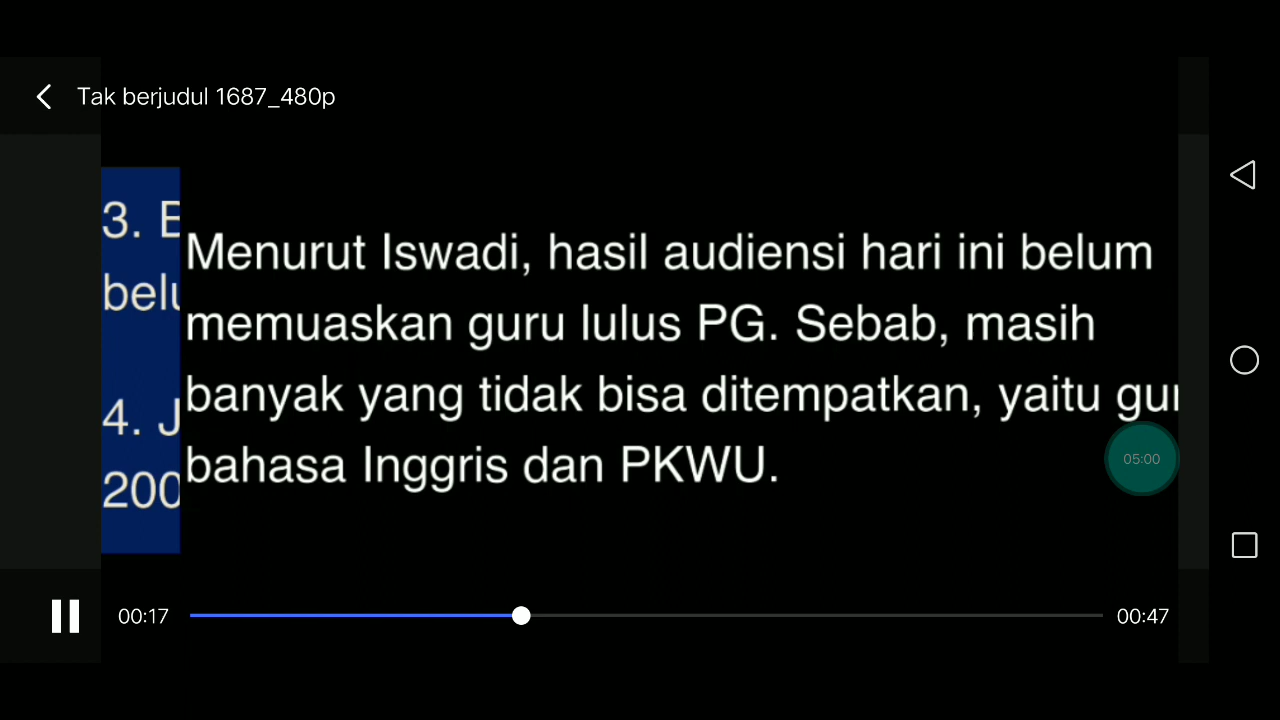 Tak berjudul 1687_480p
3. E
belu
4. J
200
Menurut Iswadi, hasil audiensi hari ini belum
memuaskan guru lulus PG. Sebab, masih
banyak yang tidak bisa ditempatkan, yaitu gur
bahasa Inggris dan PKWU.
05:00
00:17
00:47